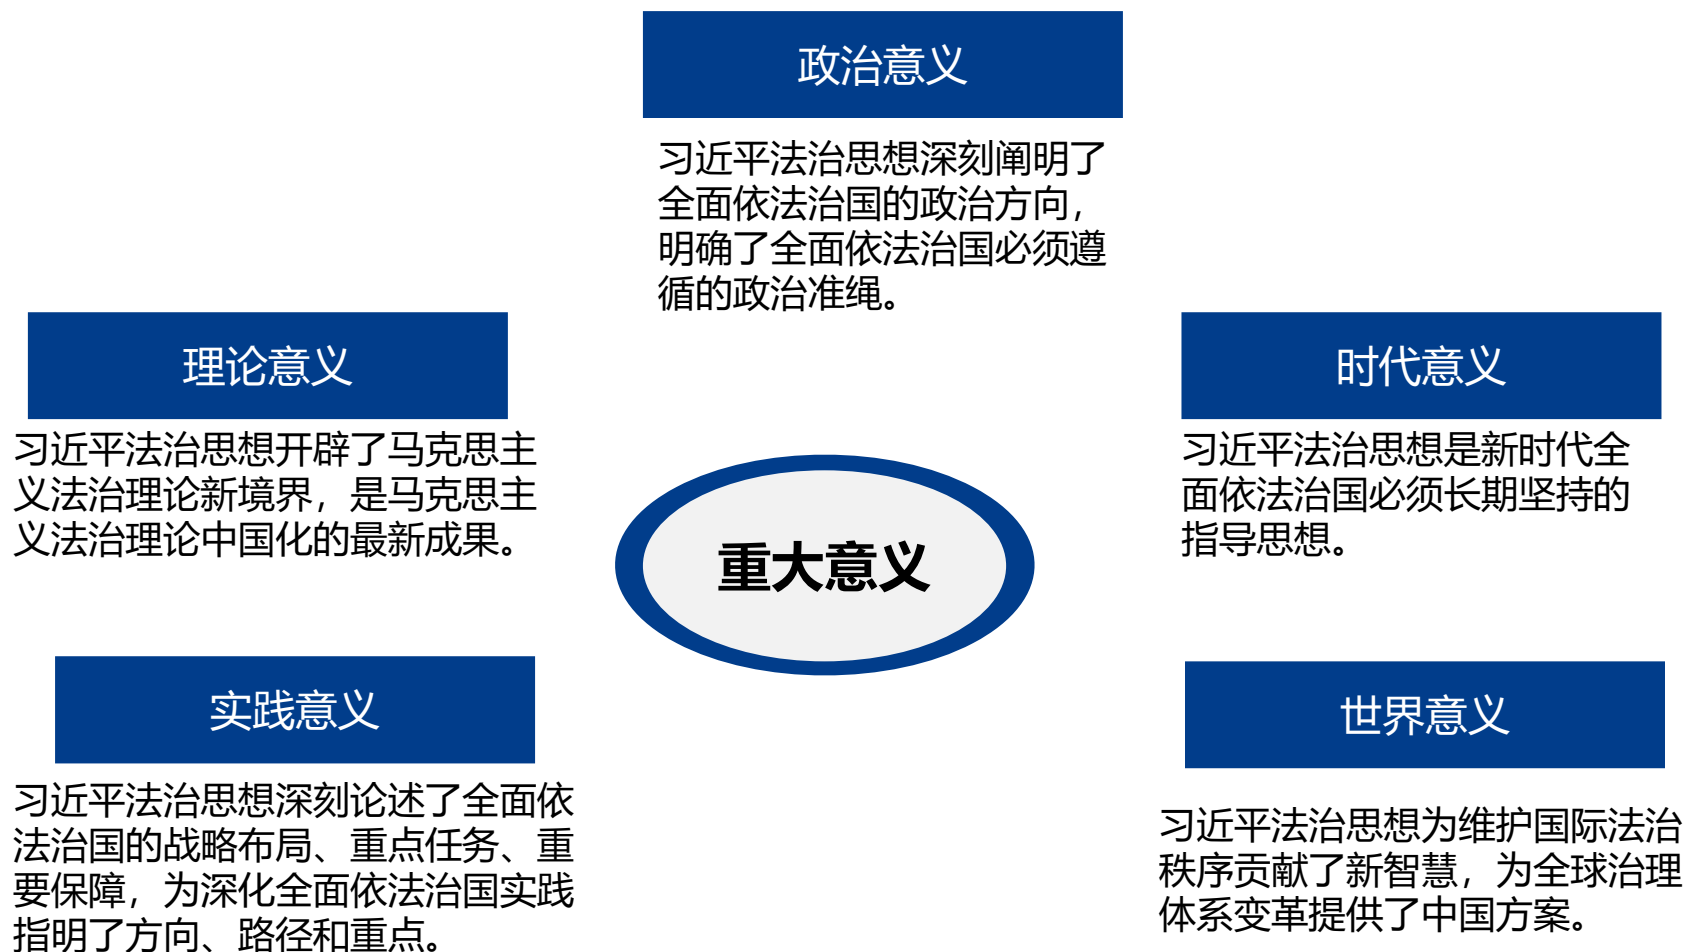 政治意义
习近平法治思想深刻阐明了
全面依法治国的政治方向，
明确了全面依法治国必须遵
循的政治准绳。
理论意义
习近平法治思想开辟了马克思主
义法治理论新境界，是马克思主
义法治理论中国化的最新成果。
时代意义
习近平法治思想是新时代全
面依法治国必须长期坚持的
指导思想。
重大意义
实践意义
习近平法治思想深刻论述了全面依
法治国的战略布局、重点任务、重
要保障，为深化全面依法治国实践
指明了方向、路径和重点。
世界意义
习近平法治思想为维护国际法治
秩序贡献了新智慧，为全球治理
体系变革提供了中国方案。